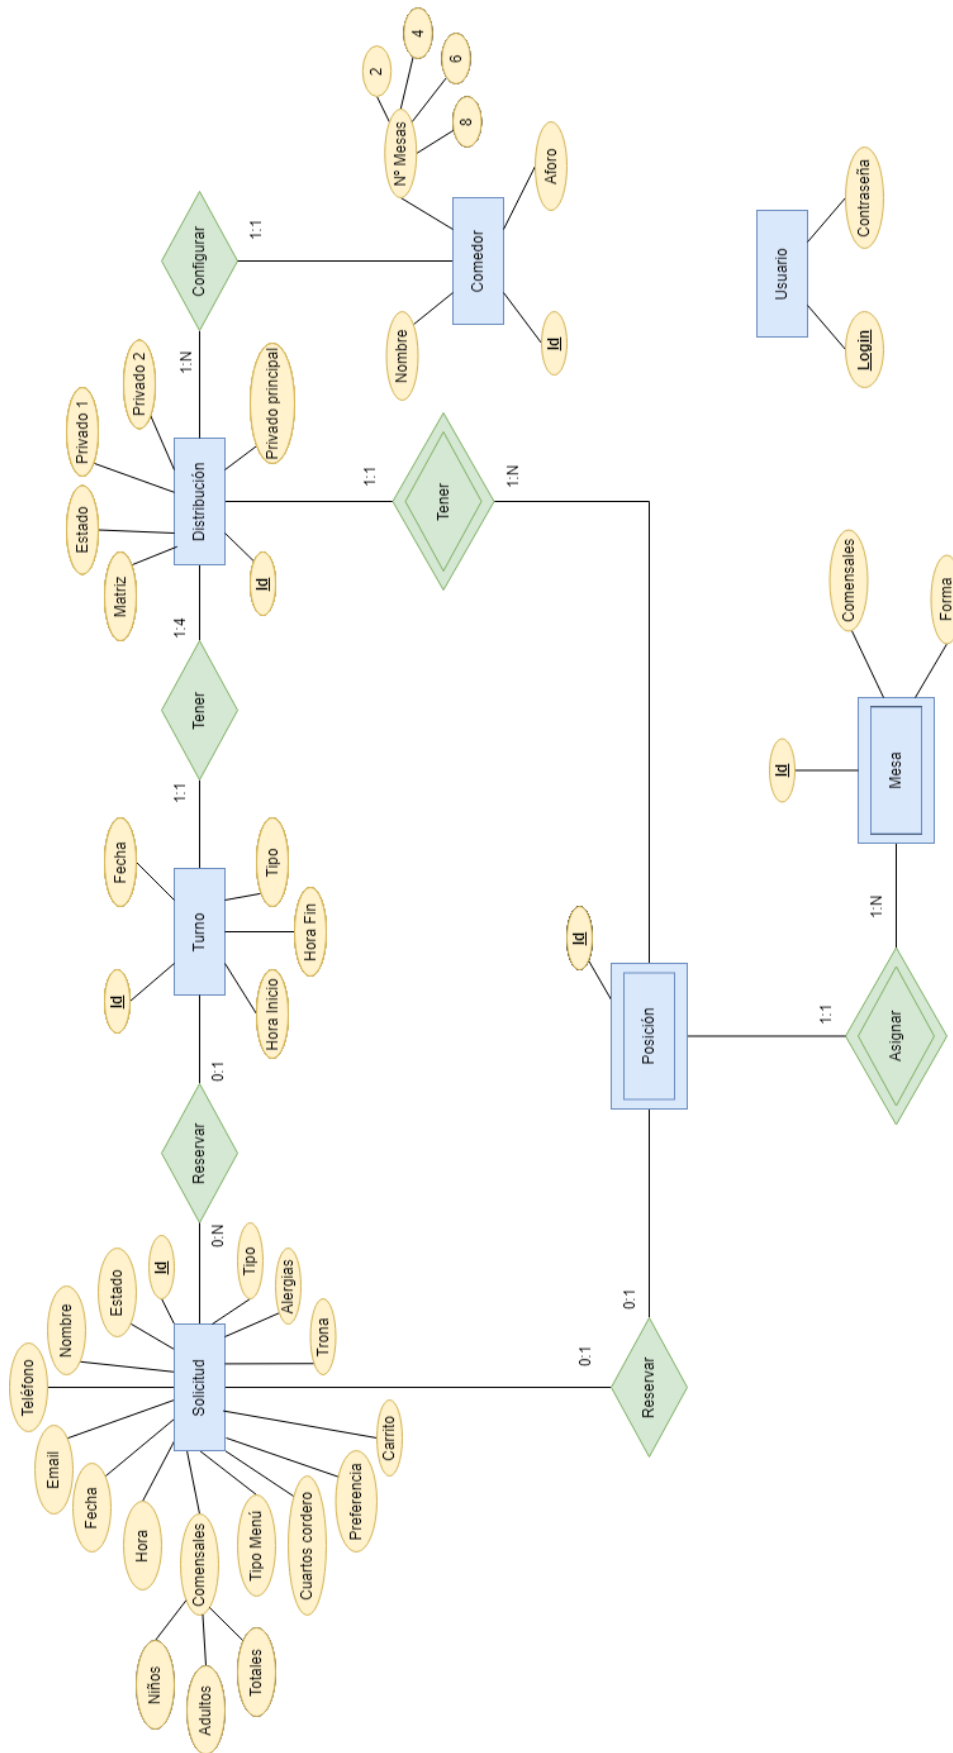 Teléfono
Nombre
Estado
Id
Email
Fecha
Hora
Solicitud
Tipo
Alergias
Trona
Carrito
Preferencia
Cuartos cordero
Tipo Menú
Comensales
Niños
Adultos
Totales
0:N
Reservar
0:1
Id
Fecha
Turno
Hora Inicio
Hora Fin
Tipo
1:1
Tener
1:4
Matriz
Estado
Privado 1
Privado 2
Distribución
Id
Privado principal
1:N
Configurar
1:1
Nº Mesas
2
4
6
8
Nombre
Comedor
Id
Aforo
1:1
Tener
1:N
0:1
Reservar
0:1
Id
Posición
1:1
Asignar
1:N
Id
Mesa
Comensales
Forma
Usuario
Login
Contraseña